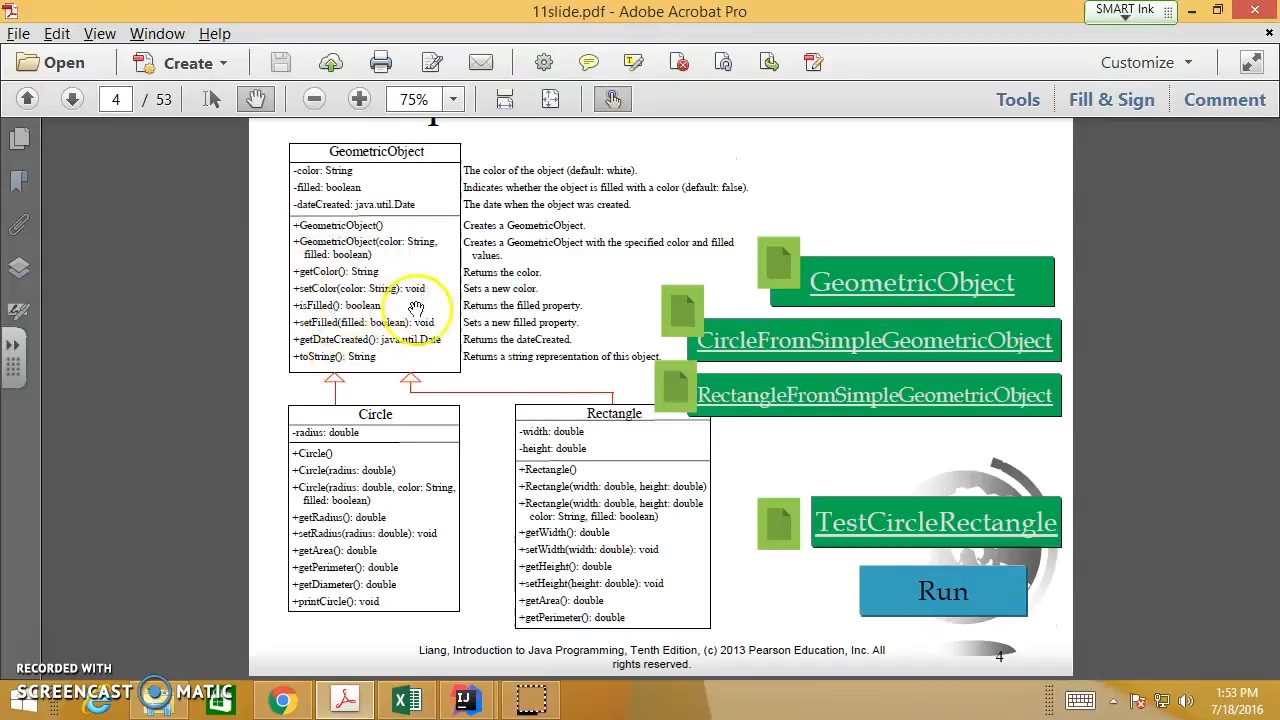 11slide.pdf - Adobe Acrobat Pro
SMART Ink
File Edit View Window Help
Open Create Customize
4 / 53 75% Tools Fill & Sign Comment
GeometricObject
-color: String The color of the object (default: white).
-filled: boolean Indicates whether the object is filled with a color (default: false).
-dateCreated: java.util.Date The date when the object was created.
+GeometricObject() Creates a GeometricObject.
+GeometricObject(color: String, Creates a GeometricObject with the specified color and filled
filled: boolean) values.
+getColor(): String Returns the color.
+setColor(color: String): void Sets a new color.
+isFilled(): boolean Returns the filled property.
+setFilled(filled: boolean): void Sets a new filled property.
+getDateCreated(): java.util.Date Returns the dateCreated.
+toString(): String Returns a string representation of this object.
GeometricObject
CircleFromSimpleGeometricObject
RectangleFromSimpleGeometricObject
Circle
-radius: double
+Circle()
+Circle(radius: double)
+Circle(radius: double, color: String,
filled: boolean)
+getRadius(): double
+setRadius(radius: double): void
+getArea(): double
+getPerimeter(): double
+getDiameter(): double
+printCircle(): void
Rectangle
-width: double
-height: double
+Rectangle()
+Rectangle(width: double, height: double)
+Rectangle(width: double, height: double
color: String, filled: boolean)
+getWidth(): double
+setWidth(width: double): void
+getHeight(): double
+setHeight(height: double): void
+getArea(): double
+getPerimeter(): double
TestCircleRectangle
Run
Liang, Introduction to Java Programming, Tenth Edition, (c) 2013 Pearson Education, Inc. All
rights reserved.
4
RECORDED WITH
SCREENCAST MATIC
1:53 PM
7/18/2016